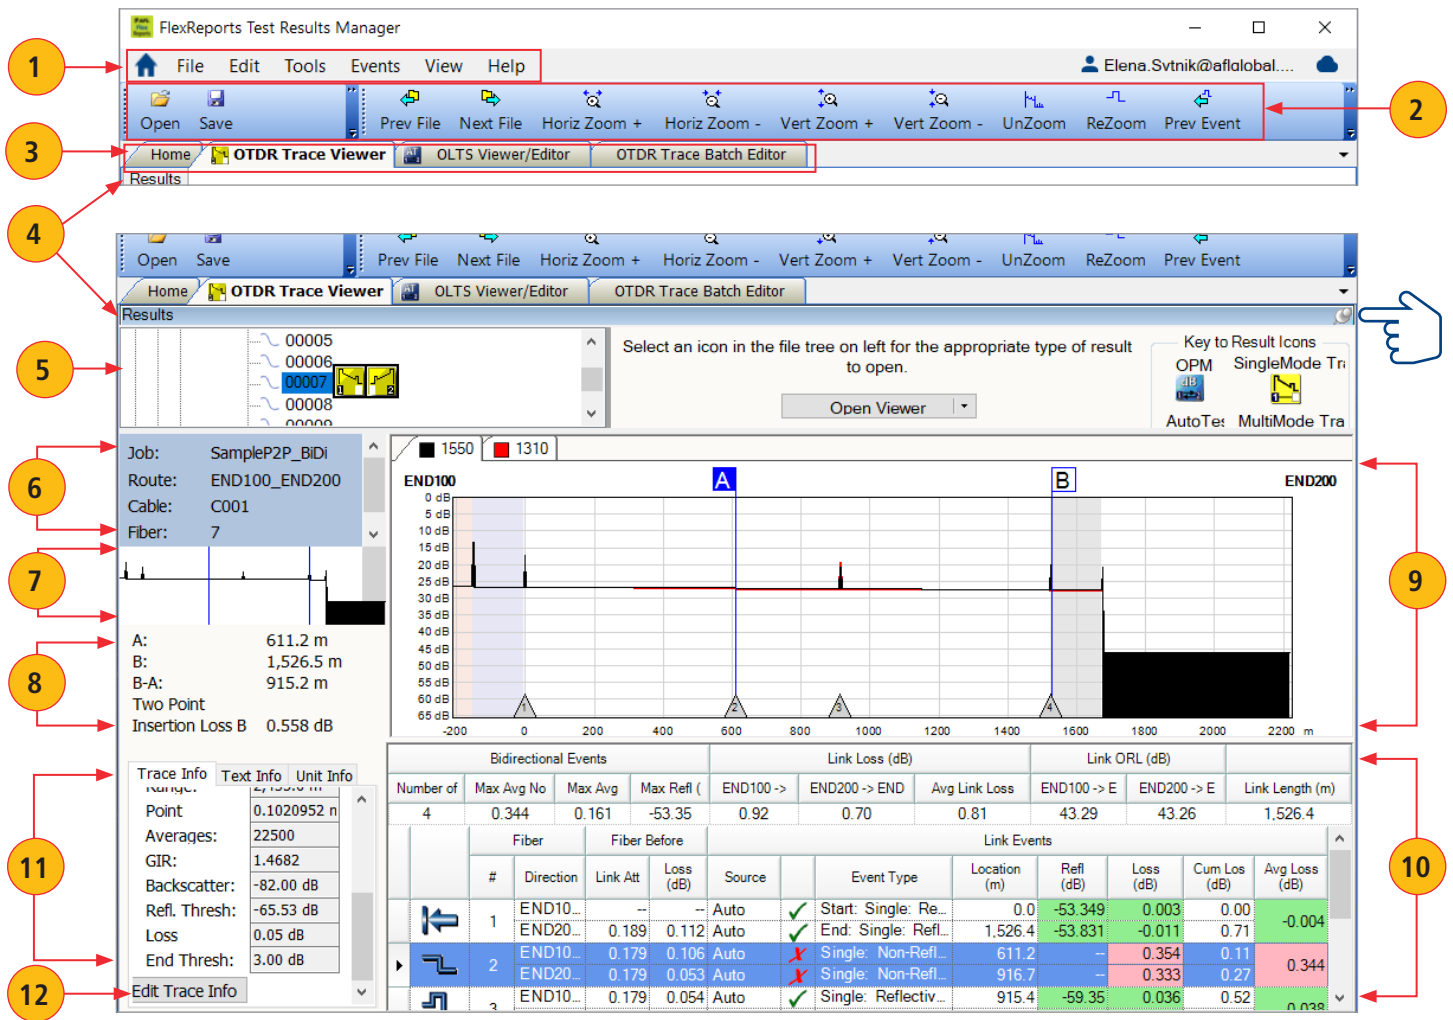 FlexReports Test Results Manager
1
File Edit Tools Events View Help
Elena.Svtnik@aflglobal....
Open Save Prev File Next File Horiz Zoom + Horiz Zoom - Vert Zoom + Vert Zoom - UnZoom ReZoom Prev Event
2
3
Home OTDR Trace Viewer OLTS Viewer/Editor OTDR Trace Batch Editor
Results
4
Open Save Prev File Next File Horiz Zoom + Horiz Zoom - Vert Zoom + Vert Zoom - UnZoom ReZoom Prev Event
Home OTDR Trace Viewer OLTS Viewer/Editor OTDR Trace Batch Editor
Results
5
00005
00006
00007
00008
00009
Select an icon in the file tree on left for the appropriate type of result
to open.
Open Viewer
Key to Result Icons
OPM SingleMode Tra
AutoTes MultiMode Tra
6
Job: SampleP2P_BiDi
Route: END100_END200
Cable: C001
Fiber: 7
7
8
A: 611.2 m
B: 1,526.5 m
B-A: 915.2 m
Two Point
Insertion Loss B 0.558 dB
1550 1310
END100 A B END200
0 dB
5 dB
10 dB
15 dB
20 dB
25 dB
30 dB
35 dB
40 dB
45 dB
50 dB
55 dB
60 dB
65 dB
1 2 3 4
-200 0 200 400 600 800 1000 1200 1400 1600 1800 2000 2200 m
9
11
Trace Info Text Info Unit Info
Range:
Point 0.1020952 n
Averages: 22500
GIR: 1.4682
Backscatter: -82.00 dB
Refl. Thresh: -65.53 dB
Loss 0.05 dB
End Thresh: 3.00 dB
12
Edit Trace Info
10
Bidirectional Events Link Loss (dB) Link ORL (dB)
Number of Max Avg No Max Avg Max Refl ( END100 -> END200 -> END Avg Link Loss END100 -> E END200 -> E Link Length (m)
4 0.344 0.161 -53.35 0.92 0.70 0.81 43.29 43.26 1,526.4
Fiber Fiber Before Link Events
# Direction Link Att Loss (dB) Source Event Type Location (m) Refl (dB) Loss (dB) Cum Los (dB) Avg Loss (dB)
1 END10... -- -- Auto Start: Single: Re... 0.0 -53.349 0.003 0.00 -0.004
END20... 0.189 0.112 Auto End: Single: Refl... 1,526.4 -53.831 -0.011 0.71
2 END10... 0.179 0.106 Auto Single: Non-Refl... 611.2 -- 0.354 0.11 0.344
END20... 0.179 0.053 Auto Single: Non-Refl... 916.7 -- 0.333 0.27
3 END10... 0.179 0.054 Auto Single: Reflectiv... 915.4 -59.35 0.036 0.52 0.038